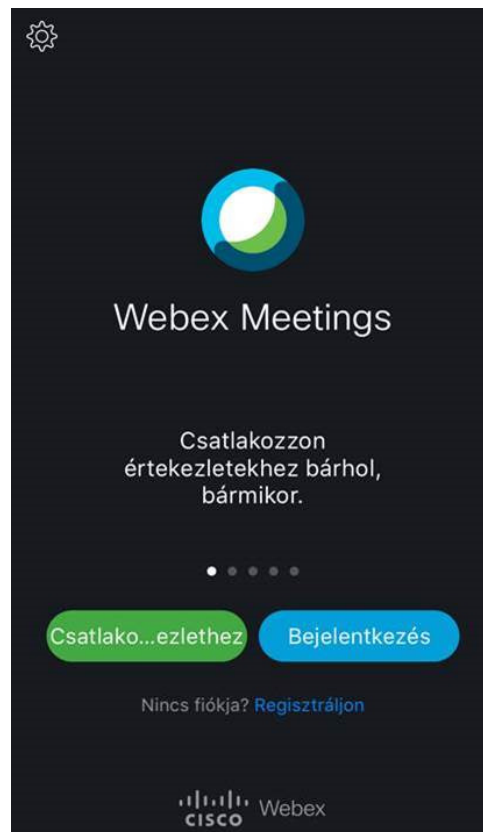 Webex Meetings
Csatlakozzon
értekezletekhez bárhol,
bármikor.
Csatlako...ezlethez Bejelentkezés
Nincs fiókja? Regisztráljon
CISCO Webex